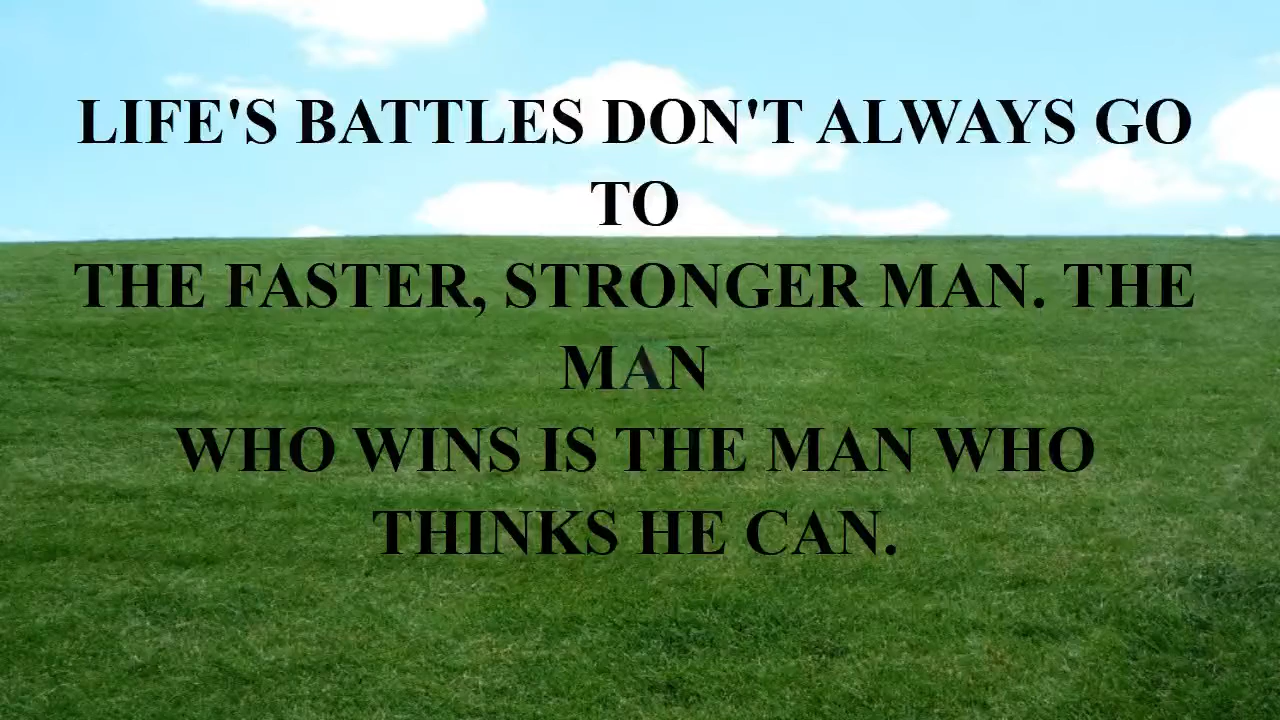 LIFE'S BATTLES DON'T ALWAYS GO
TO
THE FASTER, STRONGER MAN. THE
MAN
WHO WINS IS THE MAN WHO
THINKS HE CAN.